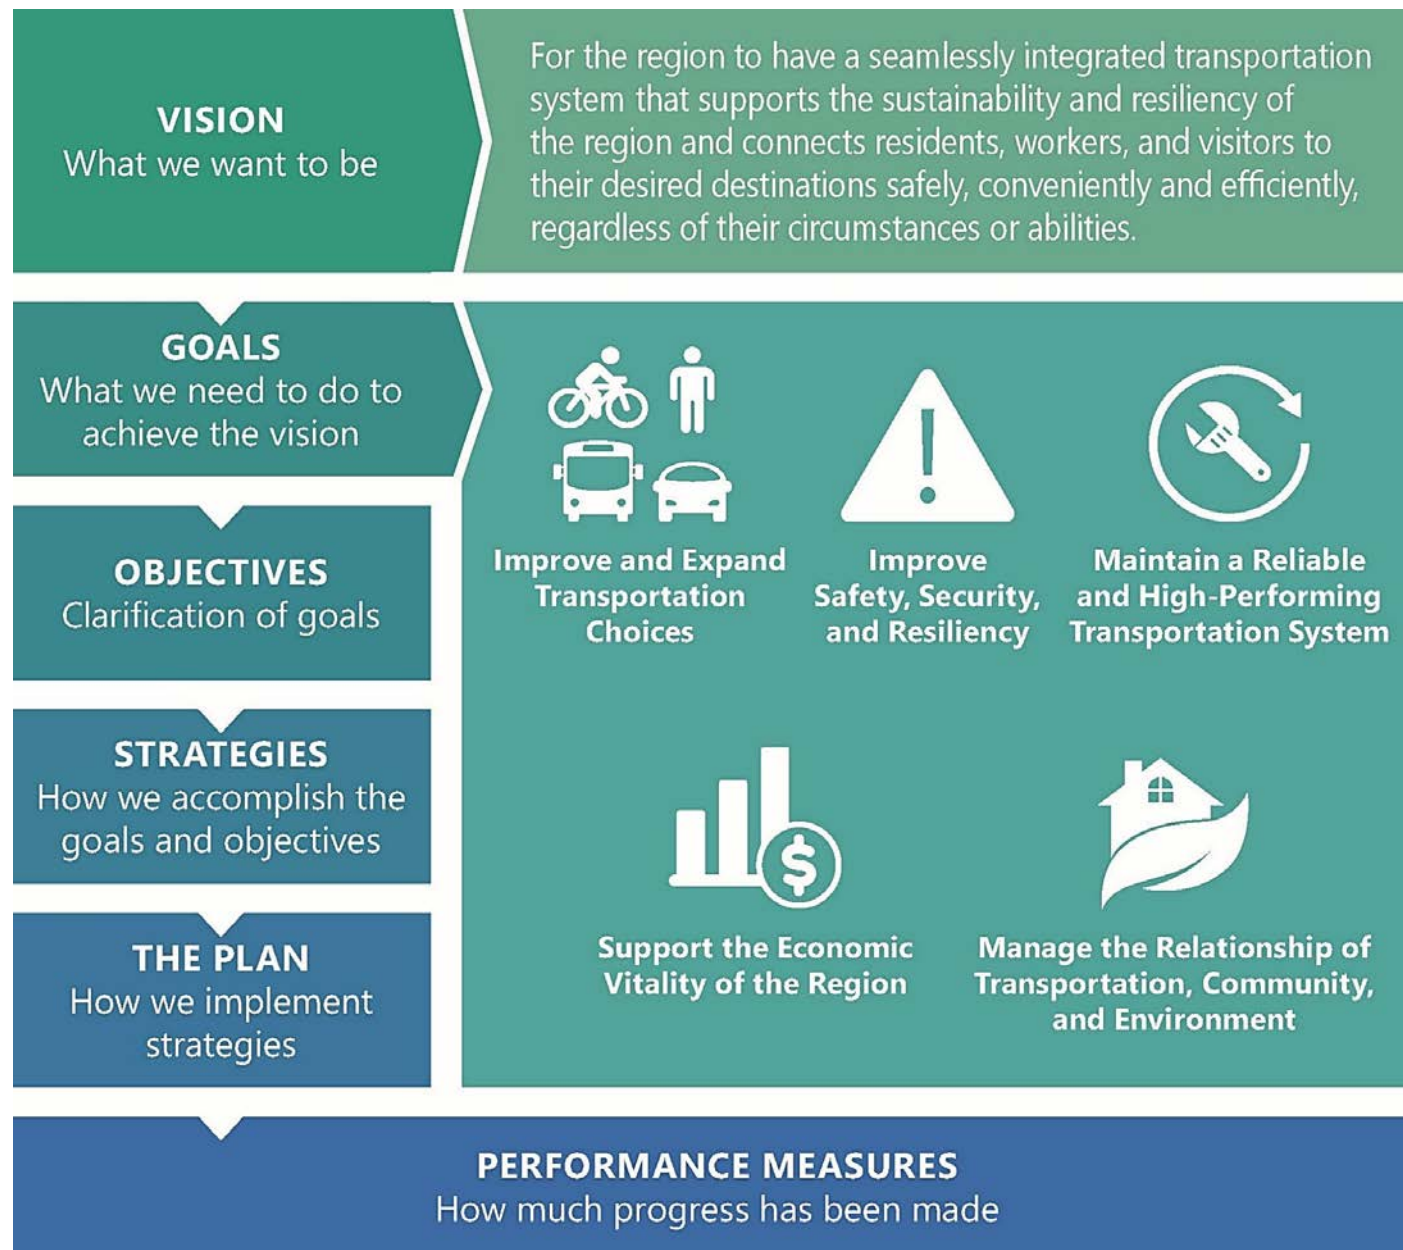 VISION
What we want to be
For the region to have a seamlessly integrated transportation
system that supports the sustainability and resiliency of
the region and connects residents, workers, and visitors to
their desired destinations safely, conveniently and efficiently,
regardless of their circumstances or abilities.
GOALS
What we need to do to
achieve the vision
Improve and Expand
Transportation
Choices
Improve
Safety, Security,
and Resiliency
Maintain a Reliable
and High-Performing
Transportation System
$
Support the Economic
Vitality of the Region
Manage the Relationship of
Transportation, Community,
and Environment
OBJECTIVES
Clarification of goals
STRATEGIES
How we accomplish the
goals and objectives
THE PLAN
How we implement
strategies
PERFORMANCE MEASURES
How much progress has been made